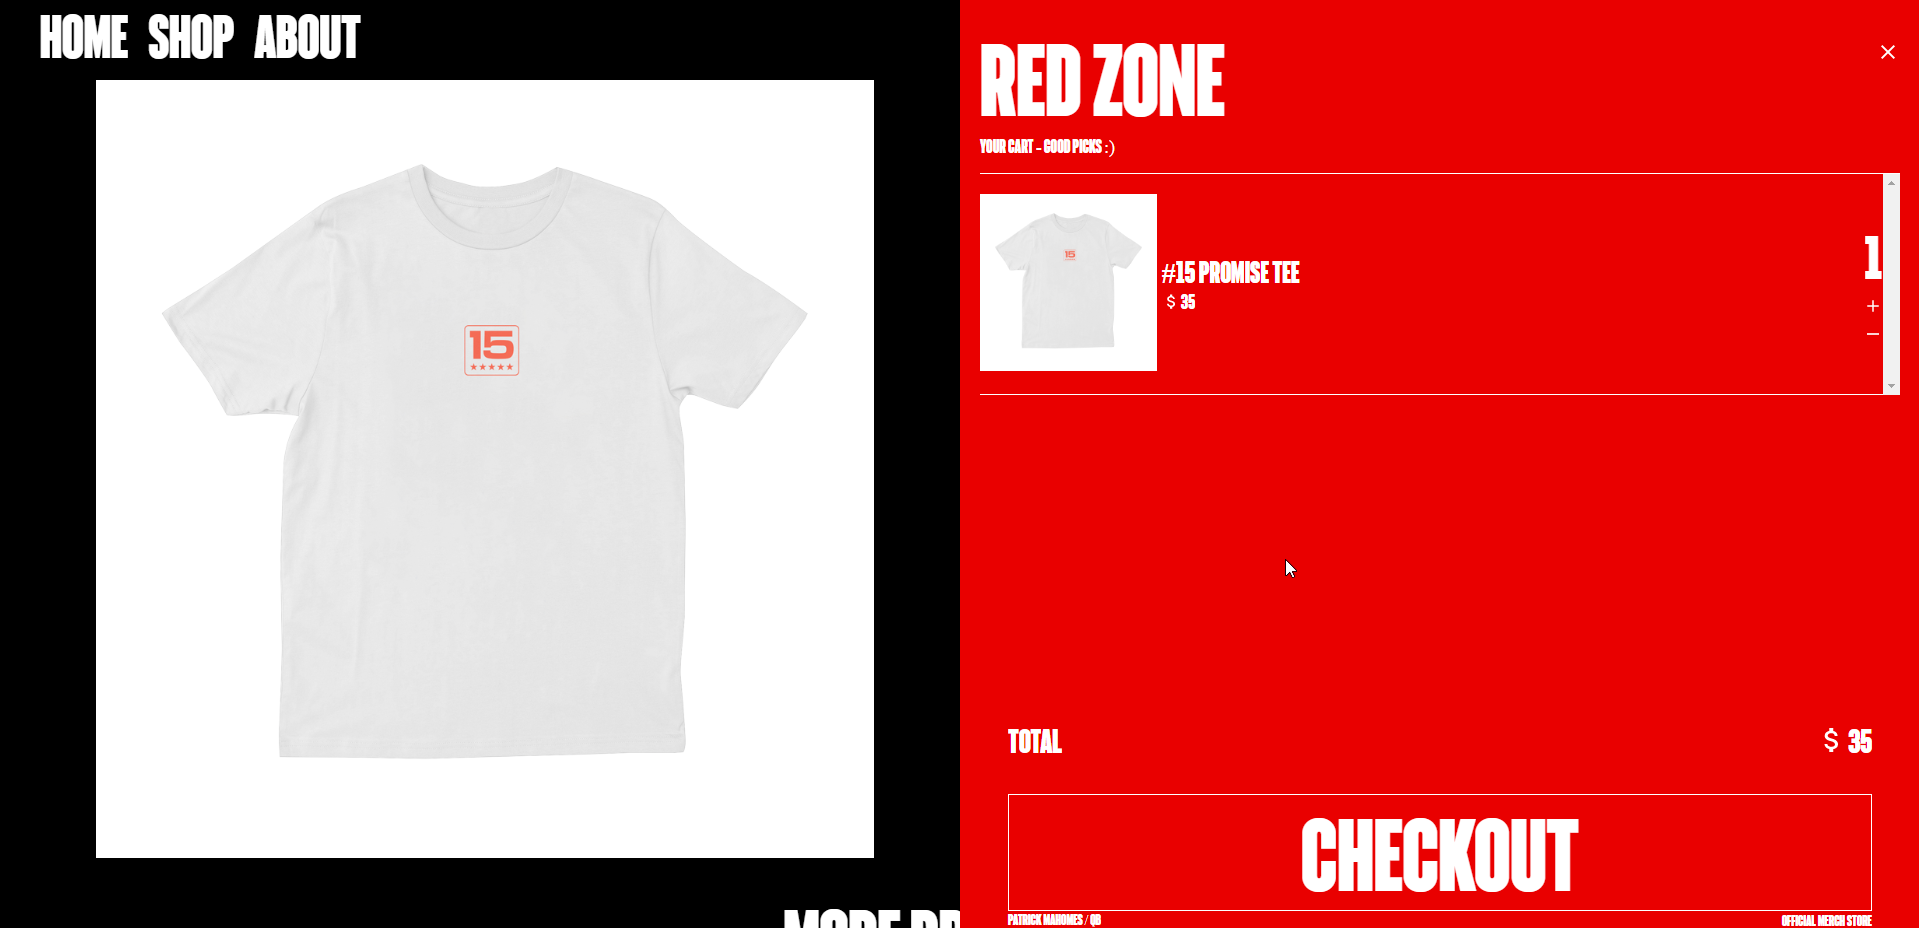 HOME SHOP ABOUT
15
RED ZONE
YOUR CART - GOOD PICKS :)
15
#15 PROMISE TEE
$ 35
1
+
−
TOTAL
$ 35
CHECKOUT
PATRICK MAHOMES / QB
OFFICIAL MERCH STORE